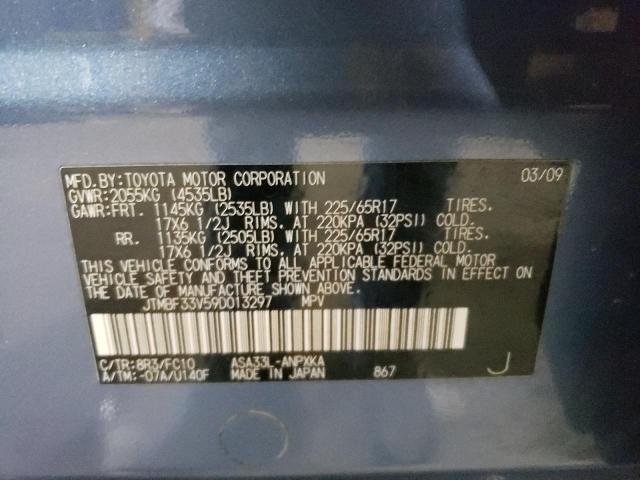 MFD.BY:TOYOTA MOTOR CORPORATION 03/09
GVWR:2055KG (4535LB)
GAWR:FRT. 1145KG (2535LB) WITH 225/65R17 TIRES.
17X6 1/2J RIMS. AT 220KPA (32PSI) COLD.
RR. 1135KG (2505LB) WITH 225/65R17 TIRES.
17X6 1/2J RIMS. AT 220KPA (32PSI) COLD.
THIS VEHICLE CONFORMS TO ALL APPLICABLE FEDERAL MOTOR
VEHICLE SAFETY AND THEFT PREVENTION STANDARDS IN EFFECT ON
THE DATE OF MANUFACTURE SHOWN ABOVE.
JTMBF33V59D013297 MPV
C/TR:8R3/FC10 ASA33L-ANPXKA
A/TM:-07A/U140F MADE IN JAPAN 867 J